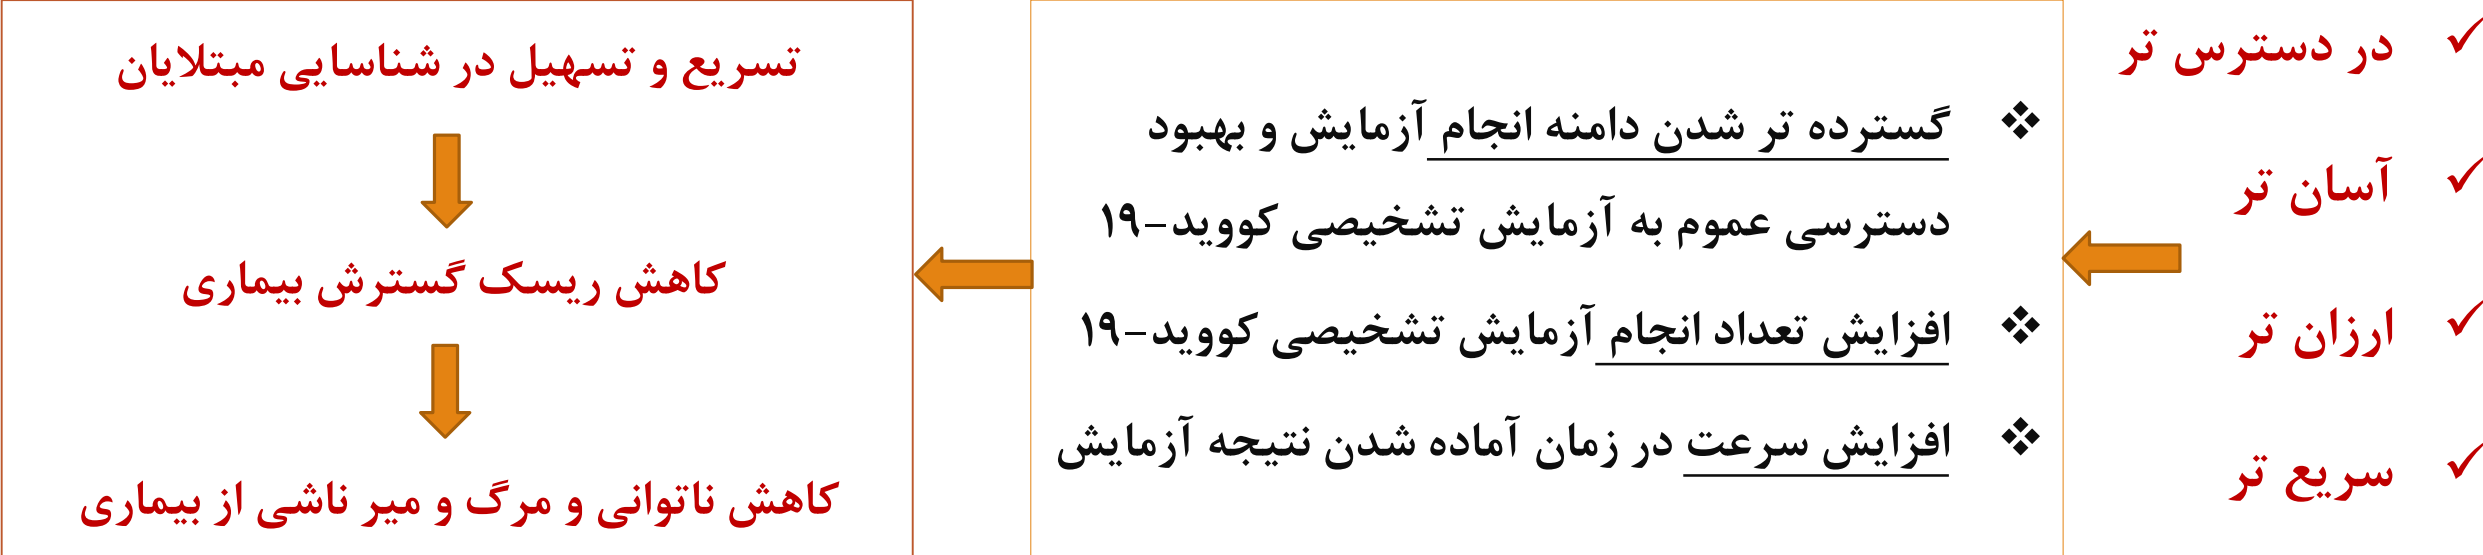 در دسترس تر
آسان تر
ارزان تر
سریع تر
گسترده تر شدن دامنه انجام آزمایش و بهبود
دسترسی عموم به آزمایش تشخیصی کووید-۱۹
افزایش تعداد انجام آزمایش تشخیصی کووید-۱۹
افزایش سرعت در زمان آماده شدن نتیجه آزمایش
تسریع و تسهیل در شناسایی مبتلایان
کاهش ریسک گسترش بیماری
کاهش ناتوانی و مرگ و میر ناشی از بیماری